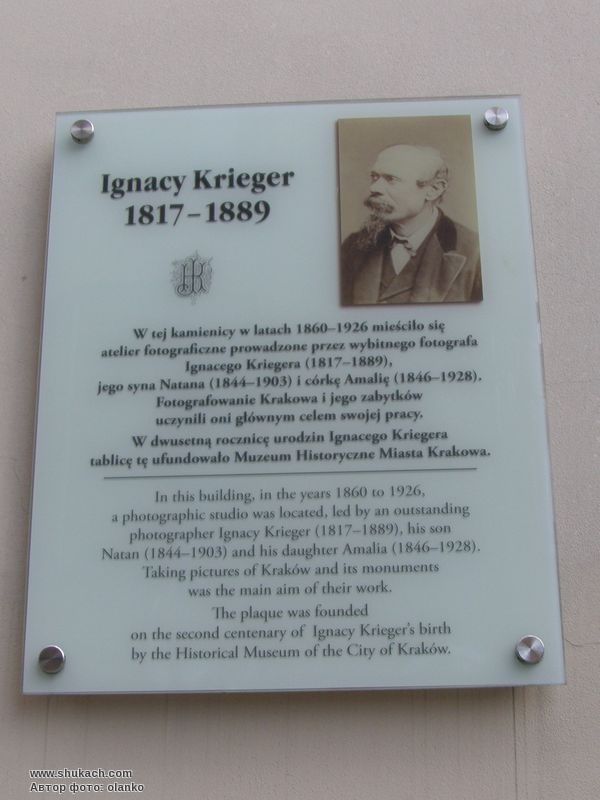 Ignacy Krieger
1817–1889
IK
W tej kamienicy w latach 1860–1926 mieściło się
atelier fotograficzne prowadzone przez wybitnego fotografa
Ignacego Kriegera (1817–1889),
jego syna Natana (1844–1903) i córkę Amalię (1846–1928).
Fotografowanie Krakowa i jego zabytków
uczynili oni głównym celem swojej pracy.
W dwusetną rocznicę urodzin Ignacego Kriegera
tablicę tę ufundowało Muzeum Historyczne Miasta Krakowa.
In this building, in the years 1860 to 1926,
a photographic studio was located, led by an outstanding
photographer Ignacy Krieger (1817–1889), his son
Natan (1844–1903) and his daughter Amalia (1846–1928).
Taking pictures of Kraków and its monuments
was the main aim of their work.
The plaque was founded
on the second centenary of Ignacy Krieger's birth
by the Historical Museum of the City of Kraków.
www.shukach.com
Автор фото: olanko